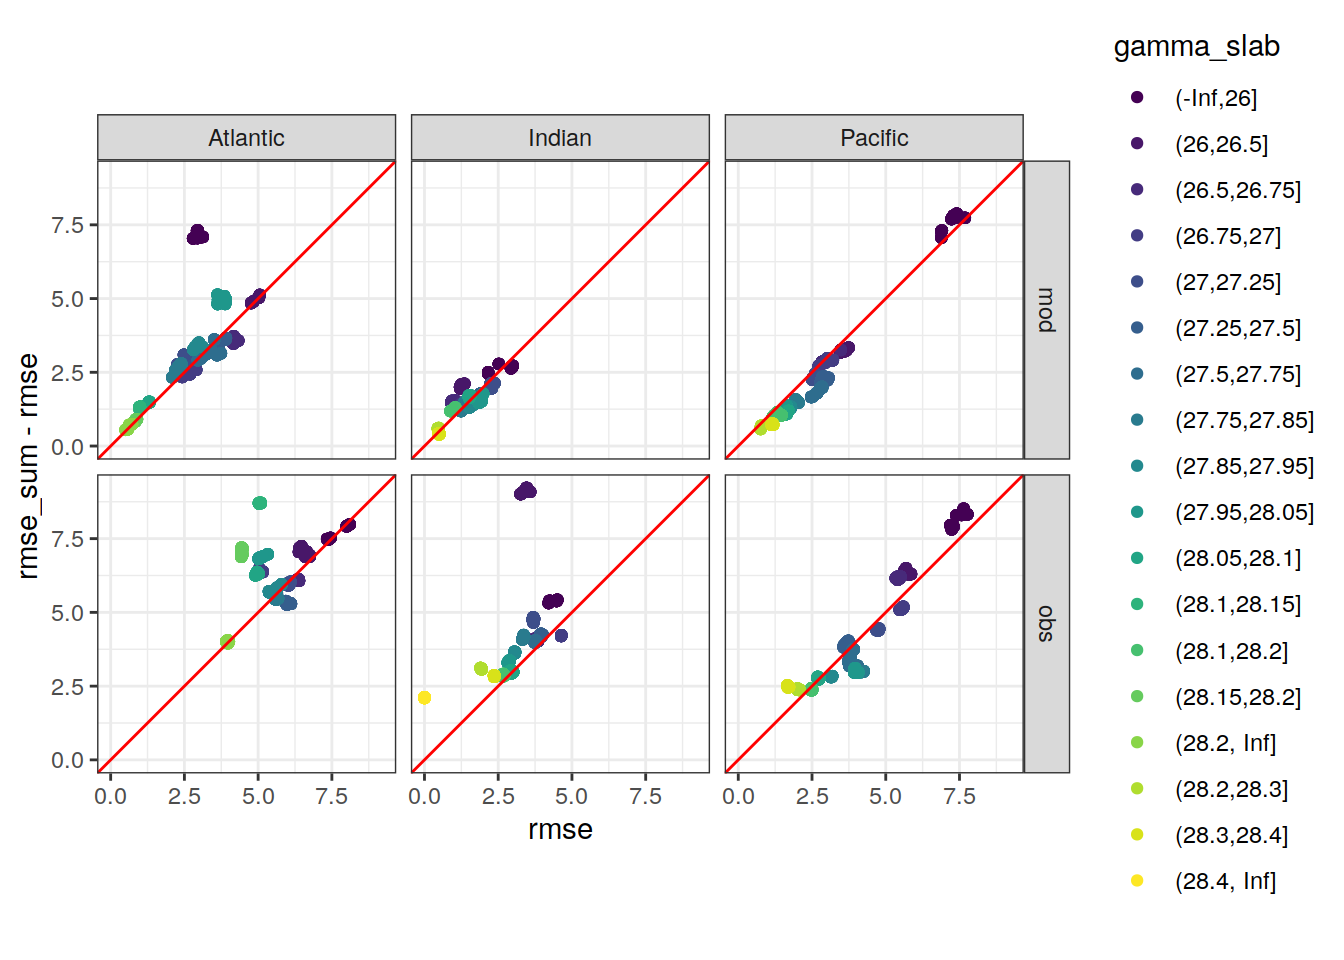 gamma_slab
Atlantic
Indian
Pacific
mod
obs
7.5
5.0
2.5
0.0
7.5
5.0
2.5
0.0
rmse_sum - rmse
0.0 2.5 5.0 7.5
0.0 2.5 5.0 7.5
0.0 2.5 5.0 7.5
rmse
(-Inf,26]
(26,26.5]
(26.5,26.75]
(26.75,27]
(27,27.25]
(27.25,27.5]
(27.5,27.75]
(27.75,27.85]
(27.85,27.95]
(27.95,28.05]
(28.05,28.1]
(28.1,28.15]
(28.1,28.2]
(28.15,28.2]
(28.2, Inf]
(28.2,28.3]
(28.3,28.4]
(28.4, Inf]